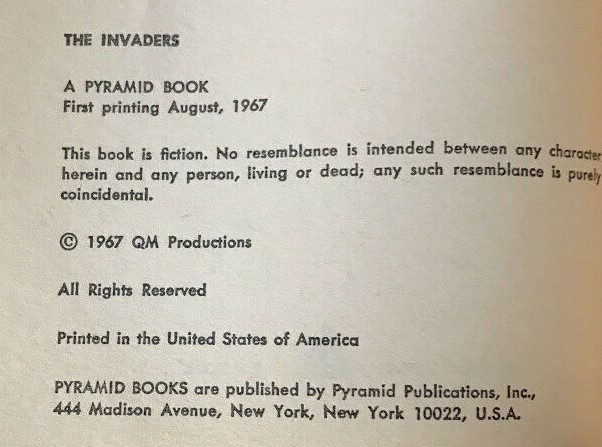 THE INVADERS
A PYRAMID BOOK
First printing August, 1967
This book is fiction. No resemblance is intended between any character
herein and any person, living or dead; any such resemblance is purely
coincidental.
© 1967 QM Productions
All Rights Reserved
Printed in the United States of America
PYRAMID BOOKS are published by Pyramid Publications, Inc.,
444 Madison Avenue, New York, New York 10022, U.S.A.